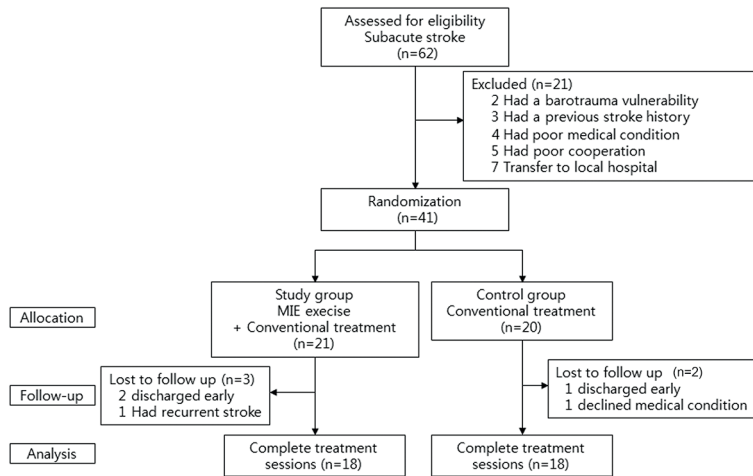 Assessed for eligibility
Subacute stroke
(n=62)
Excluded (n=21)
2 Had a barotrauma vulnerability
3 Had a previous stroke history
4 Had poor medical condition
5 Had poor cooperation
7 Transfer to local hospital
Randomization
(n=41)
Allocation
Study group
MIE execise
+ Conventional treatment
(n=21)
Control group
Conventional treatment
(n=20)
Follow-up
Lost to follow up (n=3)
2 discharged early
1 Had recurrent stroke
Lost to follow up (n=2)
1 discharged early
1 declined medical condition
Analysis
Complete treatment
sessions (n=18)
Complete treatment
sessions (n=18)